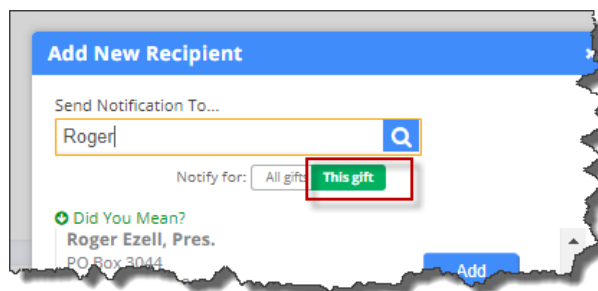 Add New Recipient ×
Send Notification To...
Roger
Notify for: All gifts This gift
Did You Mean?
Roger Ezell, Pres.
PO Box 3044
Add